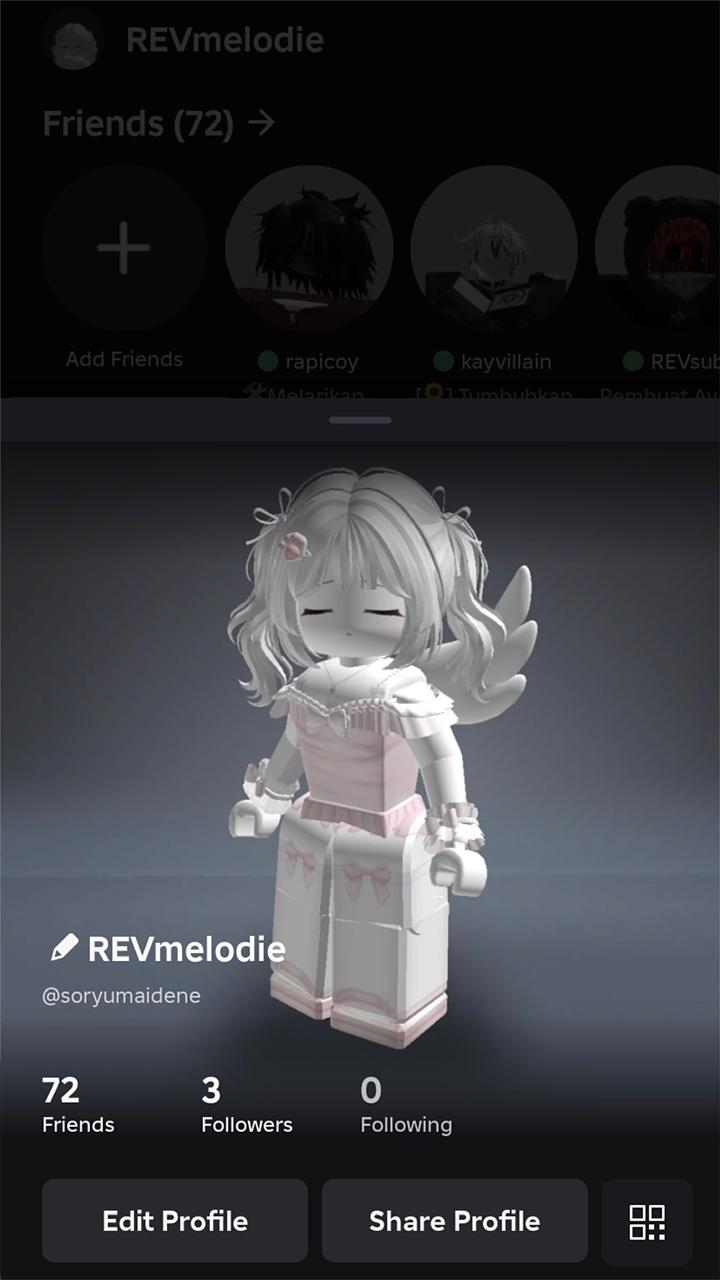 REVmelodie
Friends (72) →
Add Friends
rapicoy
kayvillain
REVsub
🛠Melarikan
[🌻] Tumbuhkan
Pembuat Av
REVmelodie
@soryumaidene
72
Friends
3
Followers
0
Following
Edit Profile
Share Profile